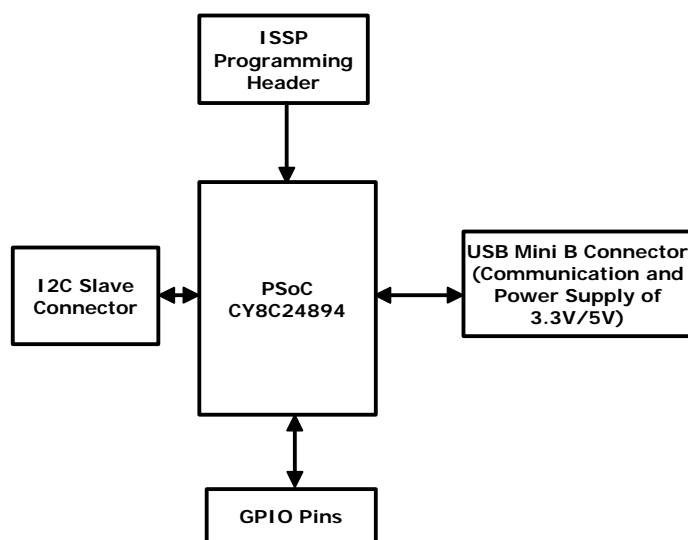 ISSP
Programming
Header
I2C Slave
Connector
PSoC
CY8C24894
USB Mini B Connector
(Communication and
Power Supply of
3.3V/5V)
GPIO Pins